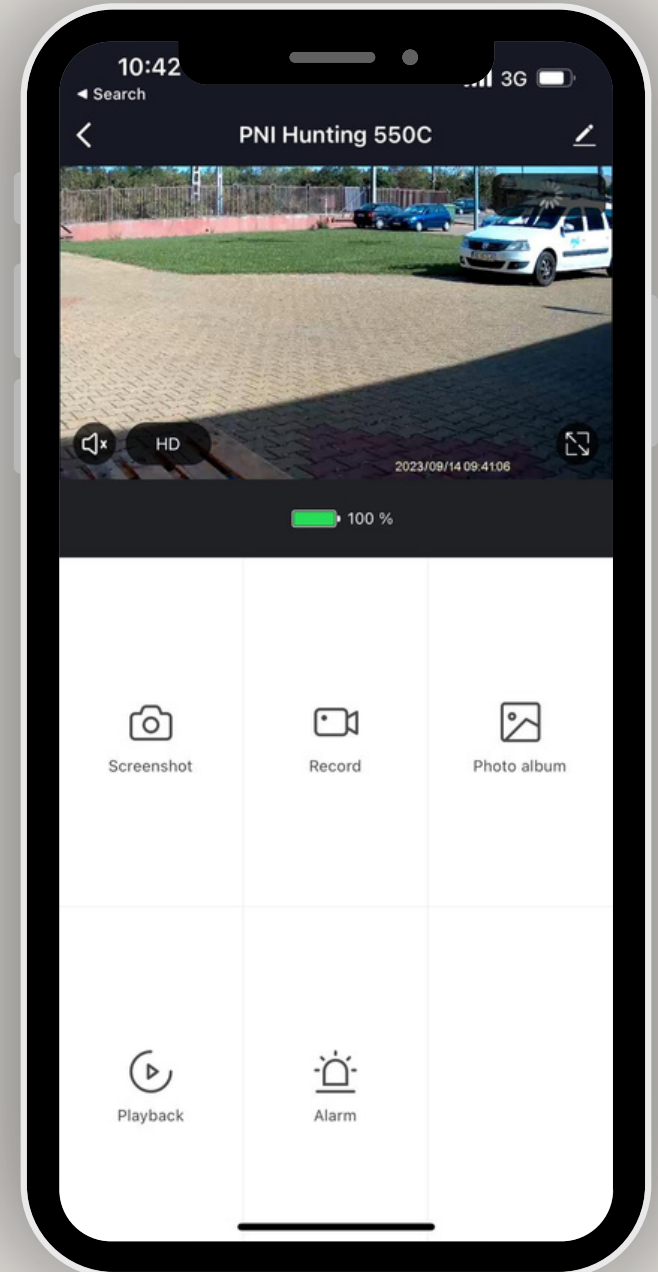 10:42
3G
◀ Search
PNI Hunting 550C
HD
2023/09/14 09:41:06
100 %
Screenshot
Record
Photo album
Playback
Alarm